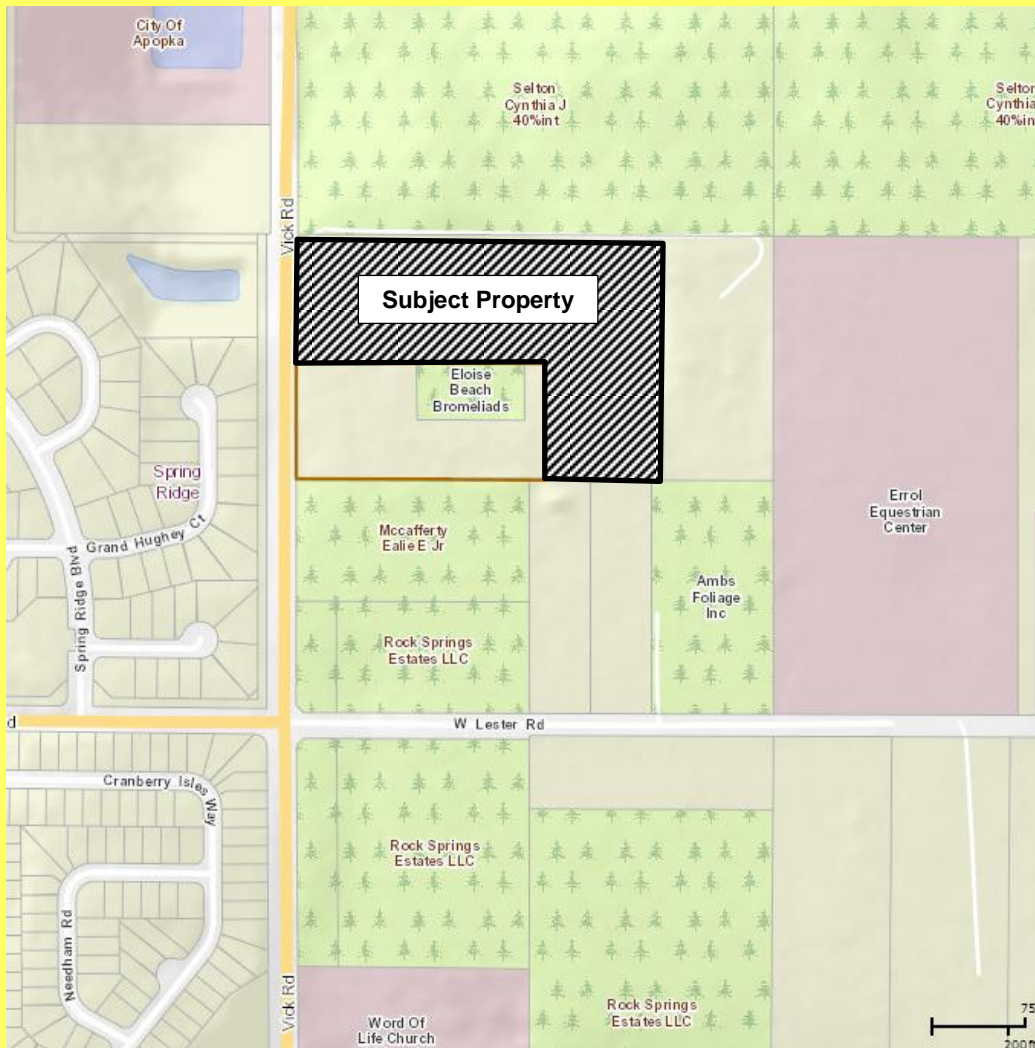 City Of
Apopka
Selton
Cynthia J
40%int
Selton
Cynthia
40%in
Vick Rd
Subject Property
Eloise
Beach
Bromeliads
Spring
Ridge
Grand Hughey Ct
Spring Ridge Blvd
Mccafferty
Ealie E Jr
Errol
Equestrian
Center
Ambs
Foliage
Inc
Rock Springs
Estates LLC
d
W Lester Rd
Cranberry Isles Way
Rock Springs
Estates LLC
Needham Rd
Vick Rd
Word Of
Life Church
Rock Springs
Estates LLC
75
200ft